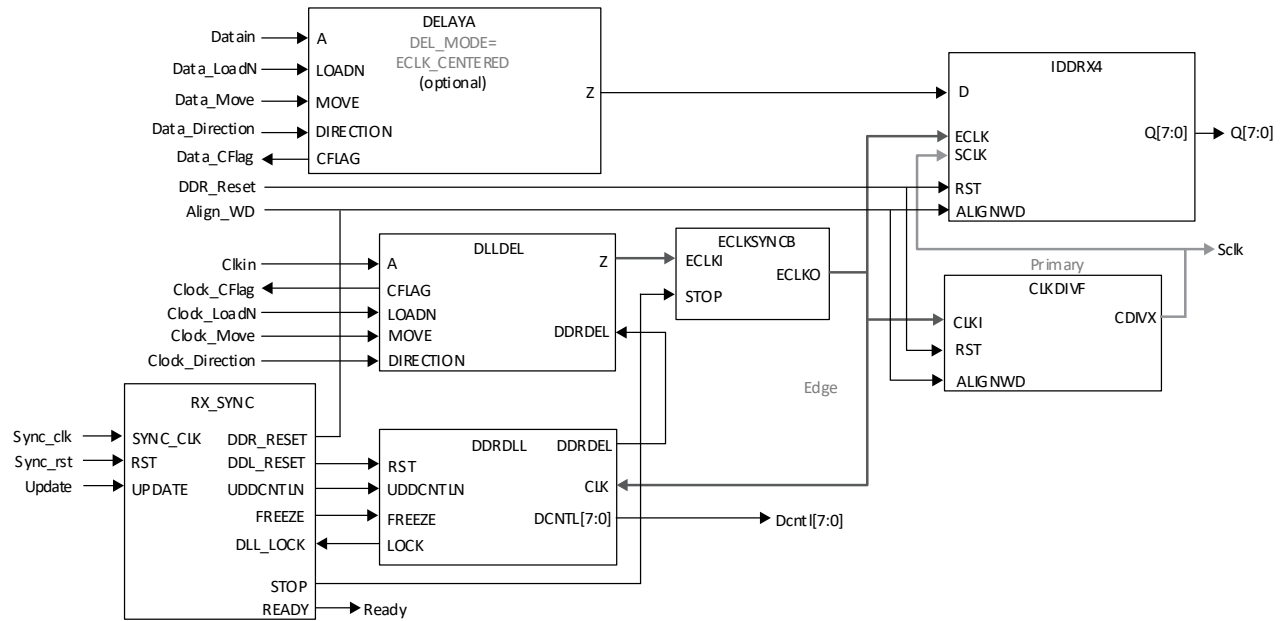 DELAYA
DEL_MODE=
ECLK_CENTERED
(optional)
Datain
A
Data_LoadN
LOADN
Data_Move
MOVE
Z
Data_Direction
DIRECTION
Data_CFlag
CFLAG
IDDRX4
D
ECLK
Q[7:0]
Q[7:0]
SCLK
DDR_Reset
RST
Align_WD
ALIGNWD
DLLDEL
Clkin
A
Z
Clock_CFlag
CFLAG
Clock_LoadN
LOADN
Clock_Move
MOVE
DDRDEL
Clock_Direction
DIRECTION
ECLKSYNCB
ECLKI
ECLKO
STOP
Sclk
Primary
CLKDIVF
CLKI
CDIVX
RST
ALIGNWD
Edge
RX_SYNC
Sync_clk
SYNC_CLK
DDR_RESET
Sync_rst
RST
DDL_RESET
Update
UPDATE
UDDCNTLN
FREEZE
DLL_LOCK
STOP
READY
Ready
DDRDLL
DDRDEL
RST
CLK
UDDCNTLN
FREEZE
DCNTL[7:0]
Dcntl[7:0]
LOCK